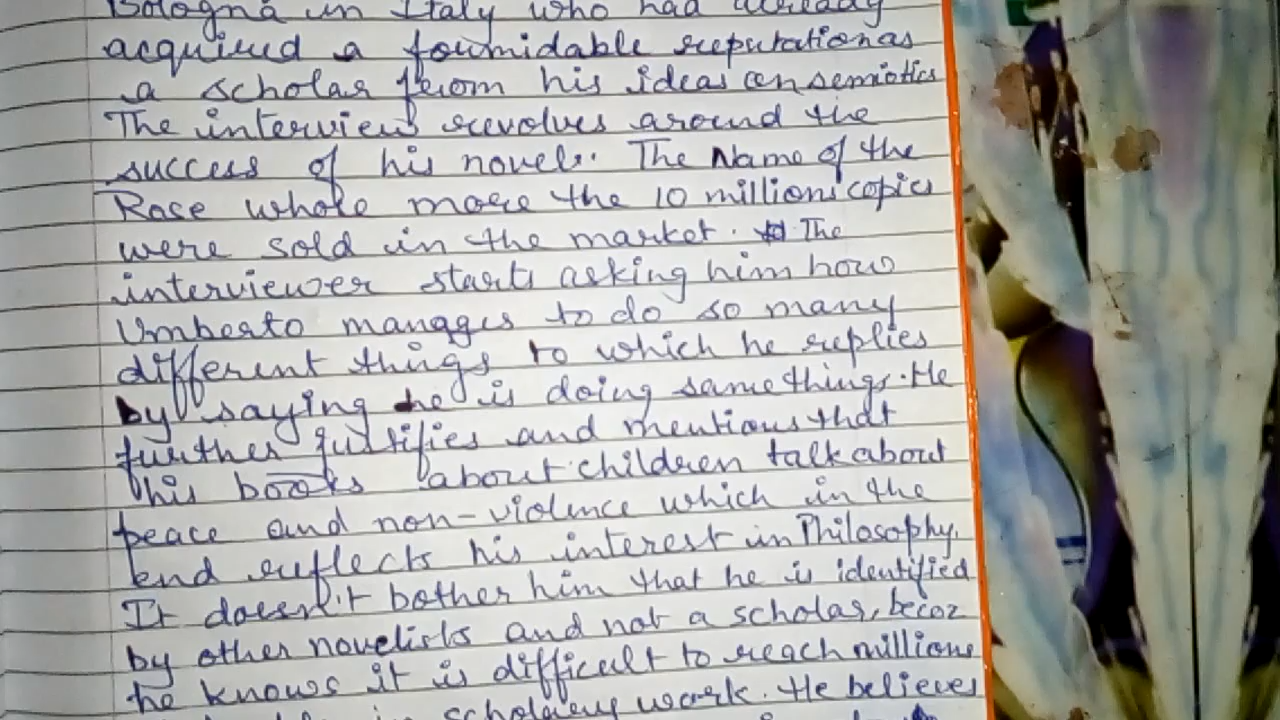 Bologna in Italy who had already
acquired a foumidable reputation as
a scholar from his ideas on semiotics
The interview revolves around the
success of his novel. The Name of the
Rose whole more the 10 millions copies
were sold in the market. The
interviewer starts asking him how
Umberto manages to do so many
different things to which he replies
by saying he is doing same things. He
further justifies and mentions that
his books about children talk about
peace and non-violence which in the
end reflects his interest in Philosophy.
It doesn't bother him that he is identified
by other novelists and not a scholar, becoz
he knows it is difficult to reach millions
scholarly work. He believes